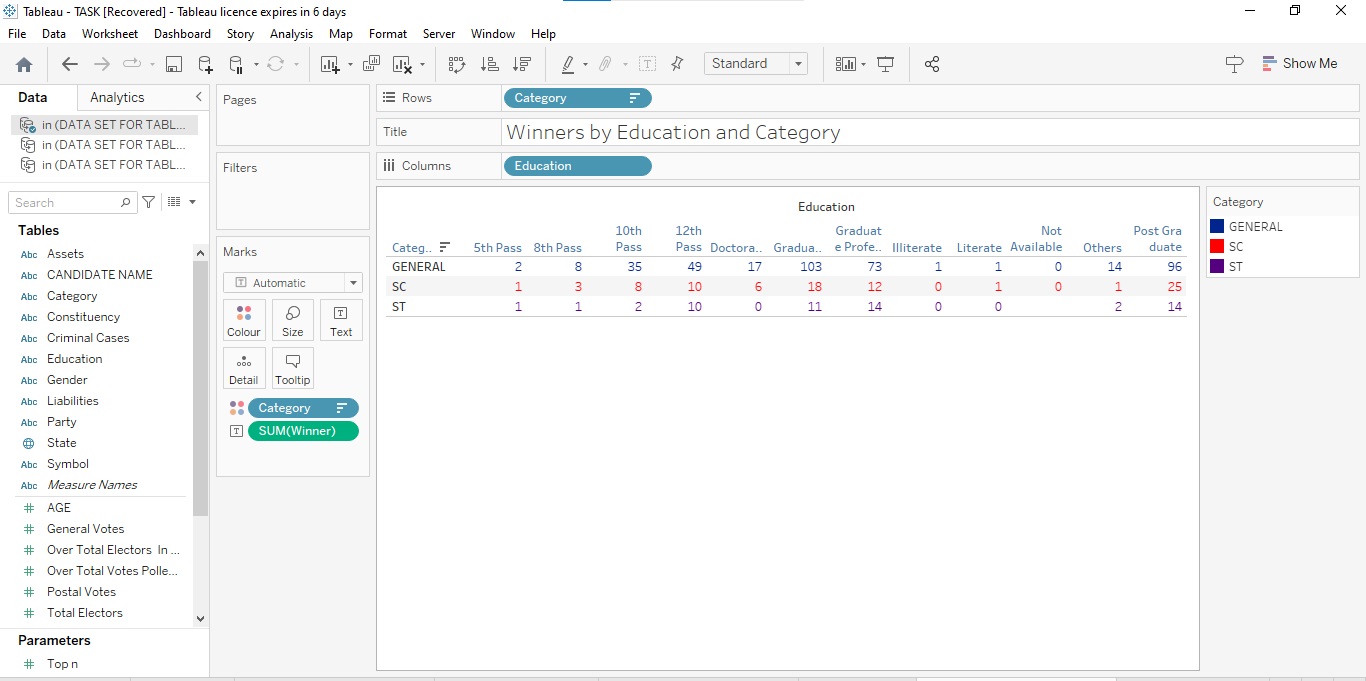 Tableau - TASK [Recovered] - Tableau licence expires in 6 days
File Data Worksheet Dashboard Story Analysis Map Format Server Window Help
Standard Show Me
Data Analytics
in (DATA SET FOR TABL...
in (DATA SET FOR TABL...
in (DATA SET FOR TABL...
Search
Tables
Abc Assets
Abc CANDIDATE NAME
Abc Category
Abc Constituency
Abc Criminal Cases
Abc Education
Abc Gender
Abc Liabilities
Abc Party
State
Abc Symbol
Abc Measure Names
# AGE
# General Votes
# Over Total Electors In ...
# Over Total Votes Polle...
# Postal Votes
# Total Electors
Parameters
# Top n
Pages
Filters
Marks
T Automatic
Colour Size Text
Detail Tooltip
Category
T SUM(Winner)
Rows Category
Title Winners by Education and Category
Columns Education
Education
Categ.. 5th Pass 8th Pass 10th Pass 12th Pass Doctora.. Gradua.. Graduat e Profe.. Illiterate Literate Not Available Others Post Gra duate
GENERAL 2 8 35 49 17 103 73 1 1 0 14 96
SC 1 3 8 10 6 18 12 0 1 0 1 25
ST 1 1 2 10 0 11 14 0 0 2 14
Category
GENERAL
SC
ST